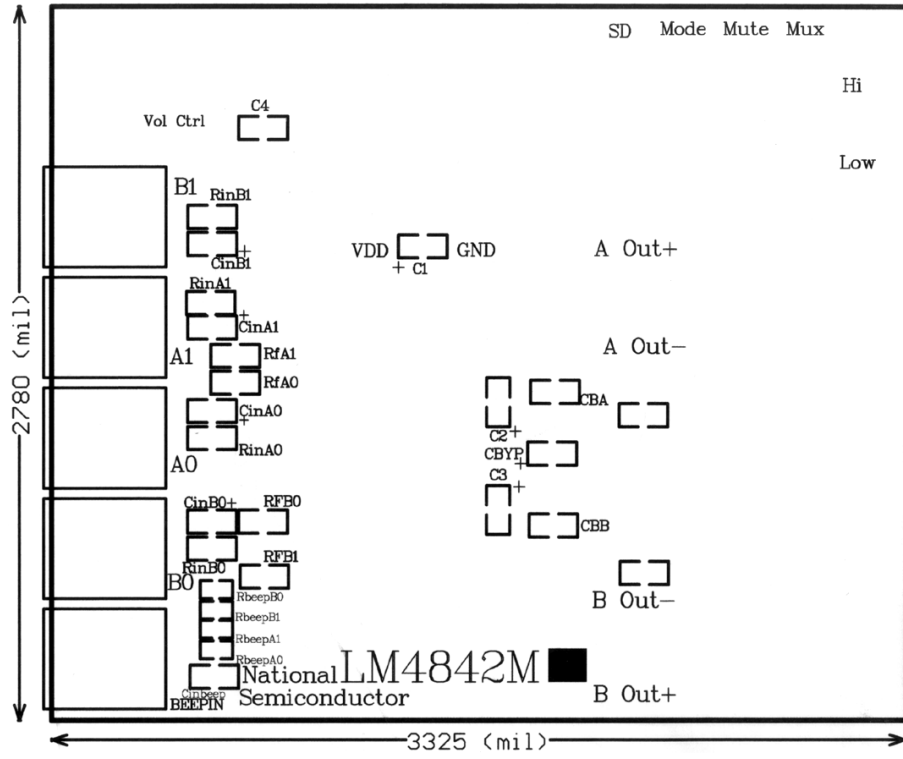 SD Mode Mute Mux
Hi
C4
Vol Ctrl
Low
B1
RinB1
VDD
GND
A Out+
+
CinB1
+ C1
RinA1
+
CinA1
A1
RfA1
A Out-
RfA0
CBA
CinA0
+
C2+
RinA0
CBYP
+
A0
C3
+
CinB0+
RFB0
CBB
RinB0
RFB1
B0
RbeepB0
B Out-
RbeepB1
RbeepA1
RbeepA0
National
LM4842M
Semiconductor
CinBeep
B Out+
BEEPIN
2780 (mil)
3325 (mil)